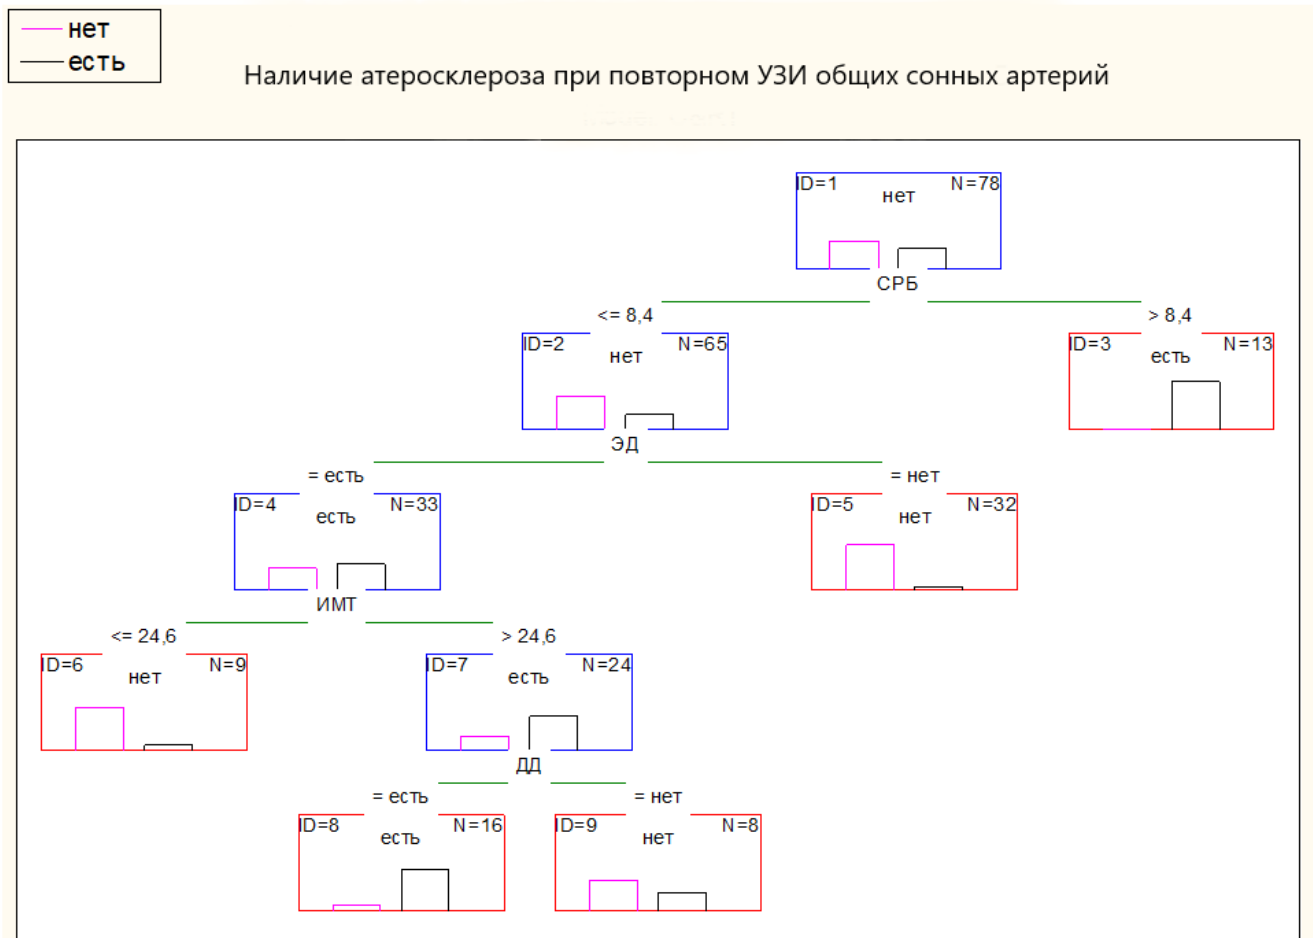 нет
есть
Наличие атеросклероза при повторном УЗИ общих сонных артерий
ID=1 N=78
нет
СРБ
<= 8,4 > 8,4
ID=2 N=65 ID=3 N=13
нет есть
ЭД
= есть = нет
ID=4 N=33 ID=5 N=32
есть нет
ИМТ
<= 24,6 > 24,6
ID=6 N=9 ID=7 N=24
нет есть
ДД
= есть = нет
ID=8 N=16 ID=9 N=8
есть нет